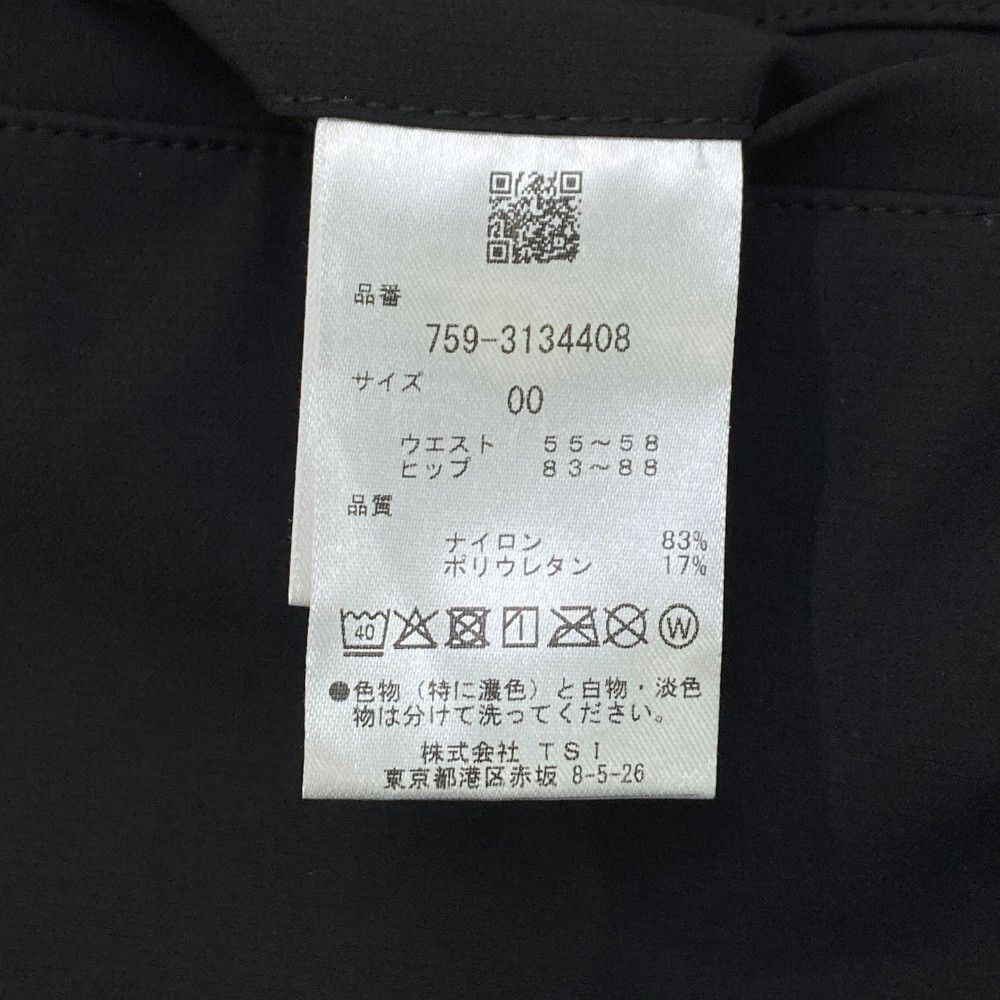 品番
759-3134408
サイズ
00
ウエスト 55～58
ヒップ 83～88
品質
ナイロン 83%
ポリウレタン 17%
40 W
●色物（特に濃色）と白物・淡色
物は分けて洗ってください。
株式会社 TSI
東京都港区赤坂 8-5-26